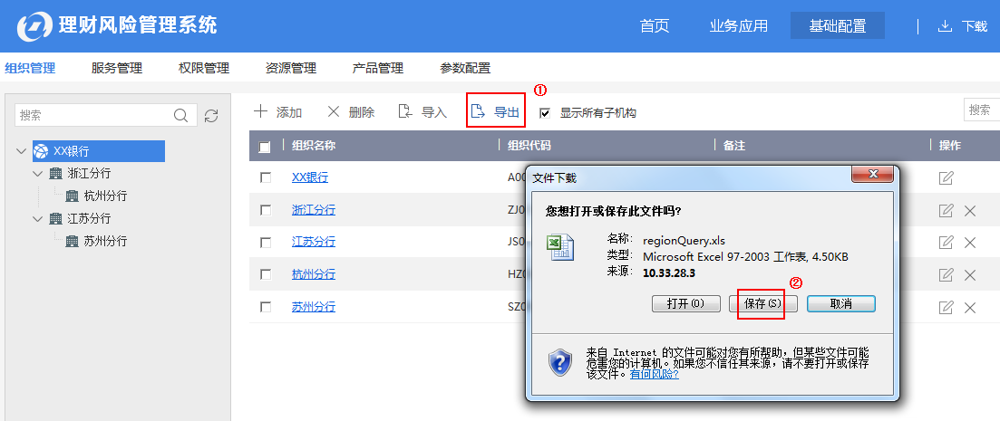 理财风险管理系统
首页 业务应用 基础配置 下载
组织管理 服务管理 权限管理 资源管理 产品管理 参数配置
搜索
XX银行
浙江分行
杭州分行
江苏分行
苏州分行
添加 删除 导入 导出 ① 显示所有子机构 搜索
组织名称 组织代码 备注 操作
XX银行 A00
浙江分行 ZJ0
江苏分行 JS0
杭州分行 HZ0
苏州分行 SZ0
文件下载
您想打开或保存此文件吗?
名称: regionQuery.xls
类型: Microsoft Excel 97-2003 工作表, 4.50KB
来源: 10.33.28.3
②
打开(O) 保存(S) 取消
来自 Internet 的文件可能对您有所帮助，但某些文件可能
危害您的计算机。如果您不信任其来源，请不要打开或保存
该文件。有何风险?